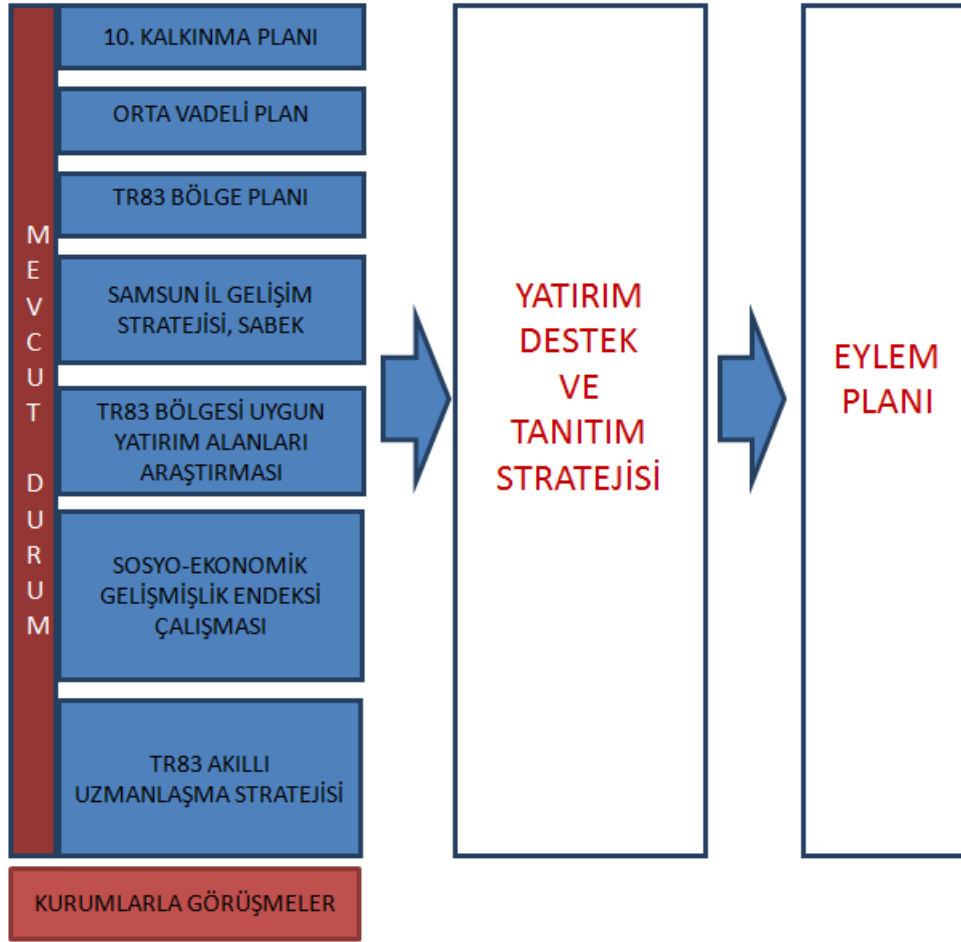 MEVCUT DURUM
10. KALKINMA PLANI
ORTA VADELİ PLAN
TR83 BÖLGE PLANI
SAMSUN İL GELİŞİM
STRATEJİSİ, SABEK
TR83 BÖLGESİ UYGUN
YATIRIM ALANLARI
ARAŞTIRMASI
SOSYO-EKONOMİK
GELİŞMİŞLİK ENDEKSİ
ÇALIŞMASI
TR83 AKILLI
UZMANLAŞMA STRATEJİSİ
KURUMLARLA GÖRÜŞMELER
YATIRIM
DESTEK
VE
TANITIM
STRATEJİSİ
EYLEM
PLANI